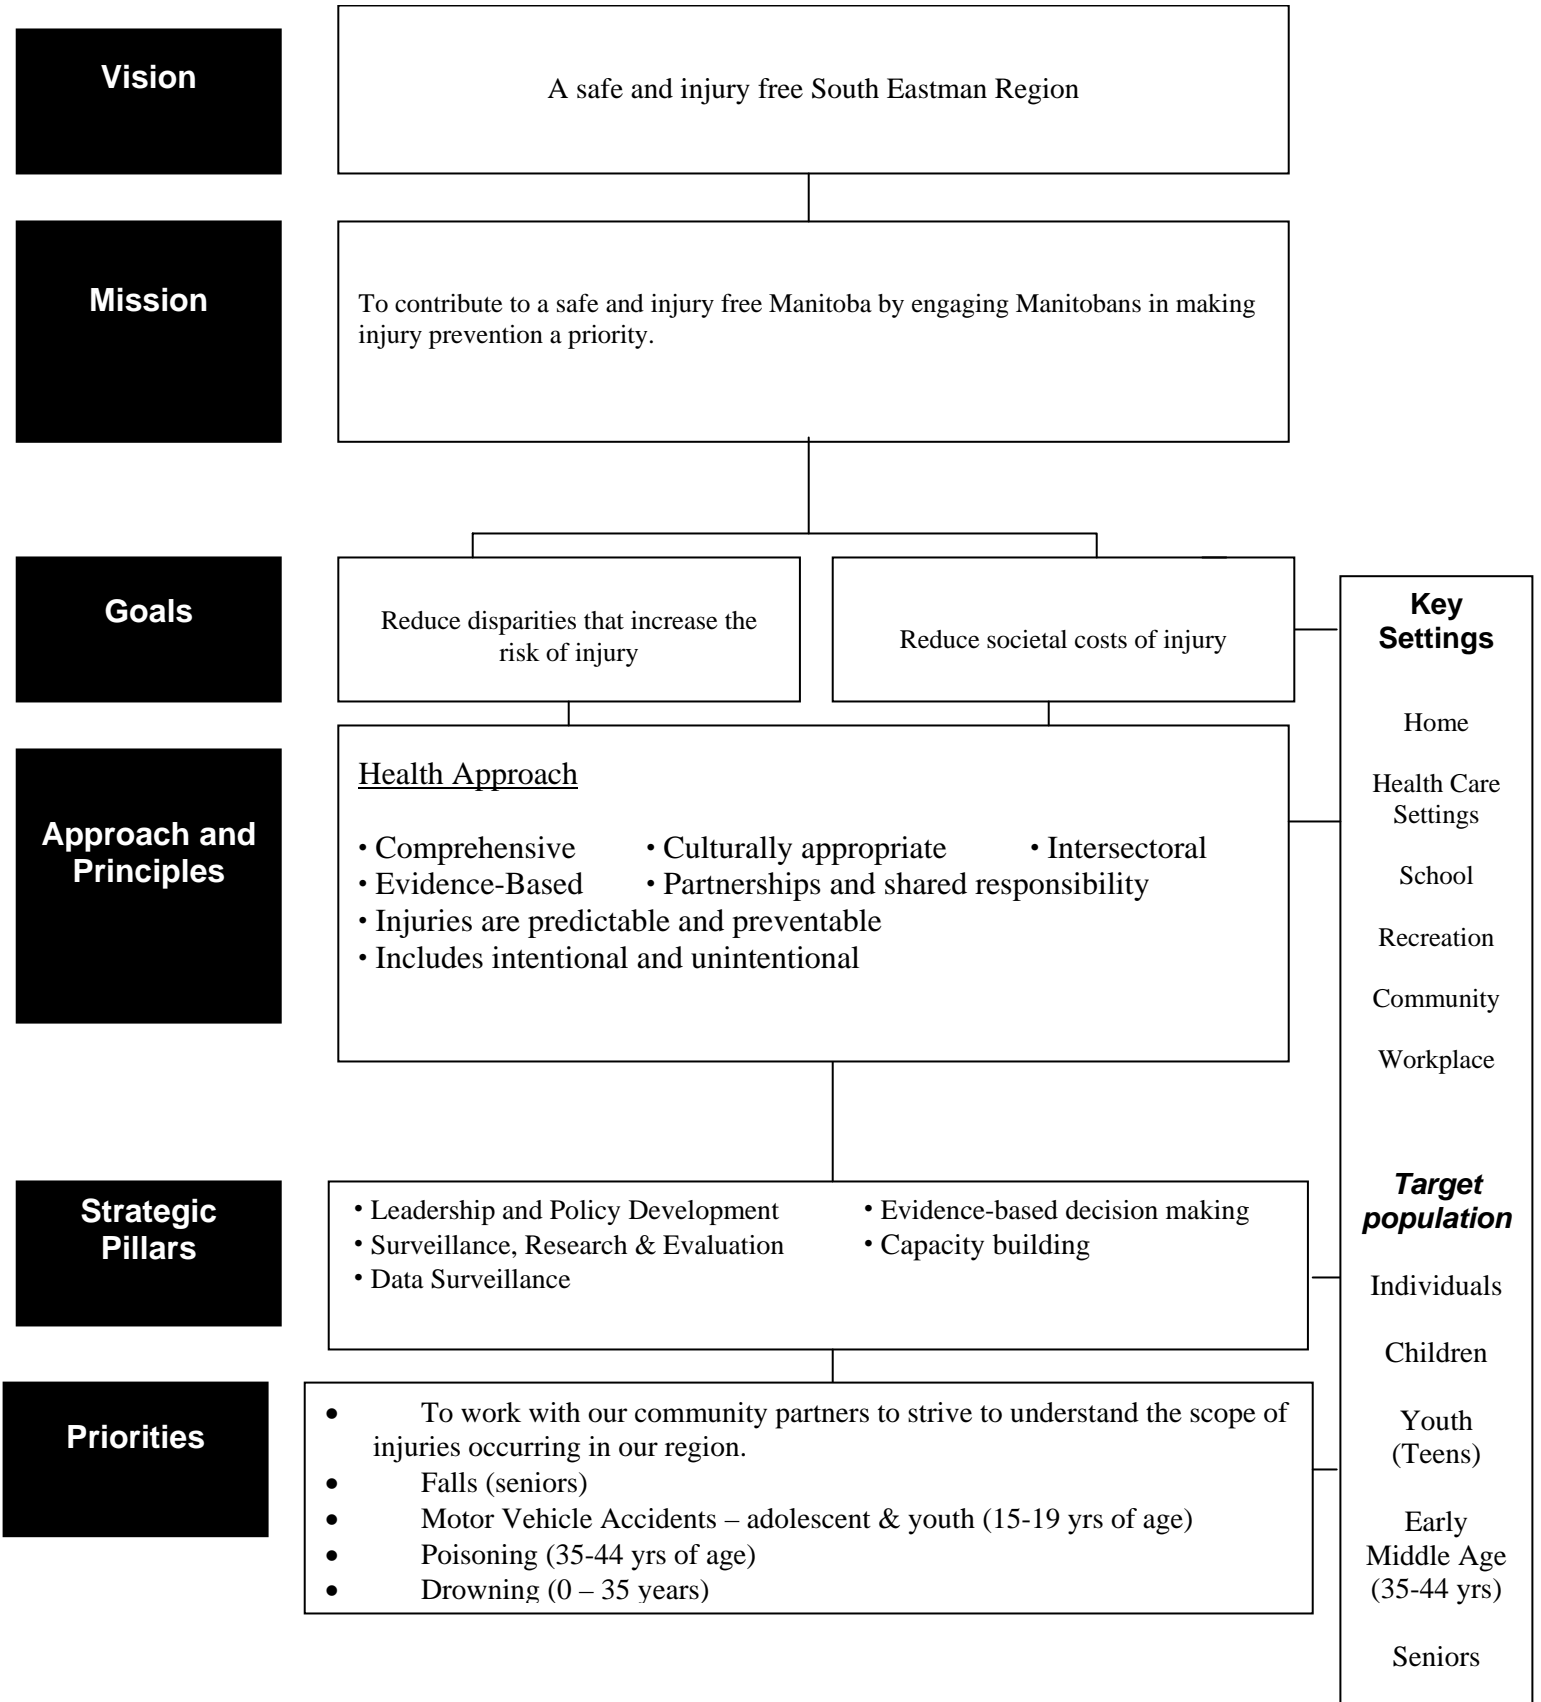 Vision
A safe and injury free South Eastman Region
Mission
To contribute to a safe and injury free Manitoba by engaging Manitobans in making
injury prevention a priority.
Goals
Reduce disparities that increase the
risk of injury
Reduce societal costs of injury
Approach and
Principles
Health Approach
• Comprehensive • Culturally appropriate • Intersectoral
• Evidence-Based • Partnerships and shared responsibility
• Injuries are predictable and preventable
• Includes intentional and unintentional
Strategic
Pillars
• Leadership and Policy Development • Evidence-based decision making
• Surveillance, Research & Evaluation • Capacity building
• Data Surveillance
Priorities
• To work with our community partners to strive to understand the scope of
injuries occurring in our region.
• Falls (seniors)
• Motor Vehicle Accidents – adolescent & youth (15-19 yrs of age)
• Poisoning (35-44 yrs of age)
• Drowning (0 – 35 years)
Key
Settings
Home
Health Care
Settings
School
Recreation
Community
Workplace
Target
population
Individuals
Children
Youth
(Teens)
Early
Middle Age
(35-44 yrs)
Seniors